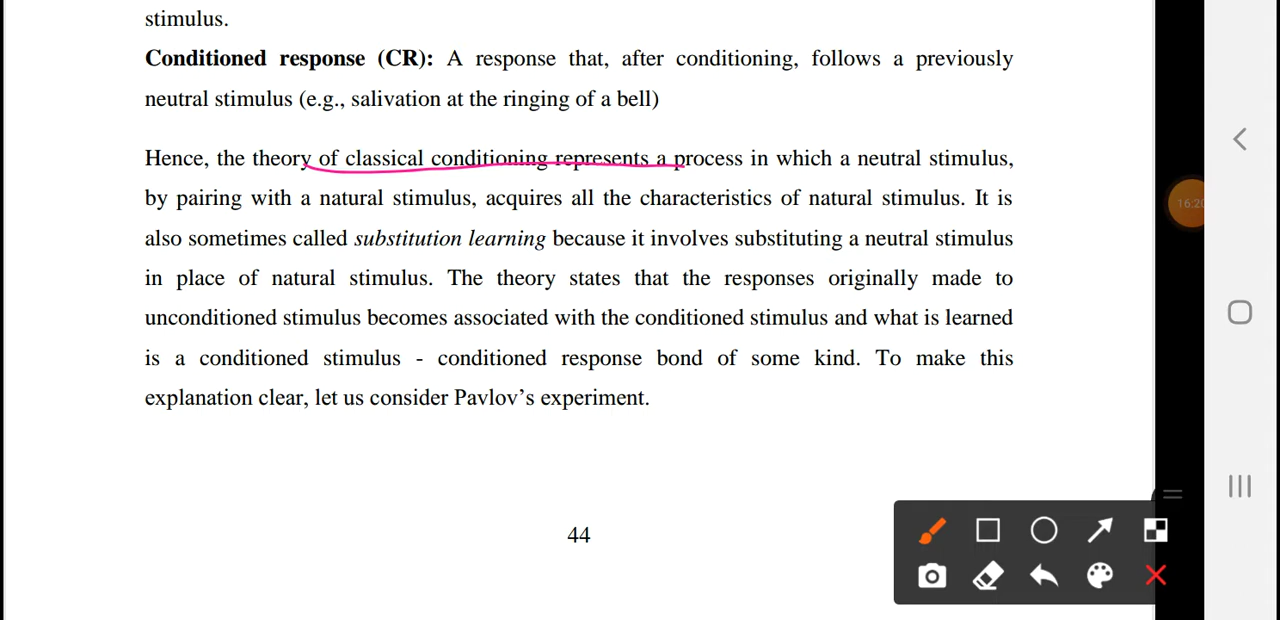 stimulus.
Conditioned response (CR): A response that, after conditioning, follows a previously
neutral stimulus (e.g., salivation at the ringing of a bell)
Hence, the theory of classical conditioning represents a process in which a neutral stimulus,
by pairing with a natural stimulus, acquires all the characteristics of natural stimulus. It is
also sometimes called substitution learning because it involves substituting a neutral stimulus
in place of natural stimulus. The theory states that the responses originally made to
unconditioned stimulus becomes associated with the conditioned stimulus and what is learned
is a conditioned stimulus - conditioned response bond of some kind. To make this
explanation clear, let us consider Pavlov’s experiment.
44